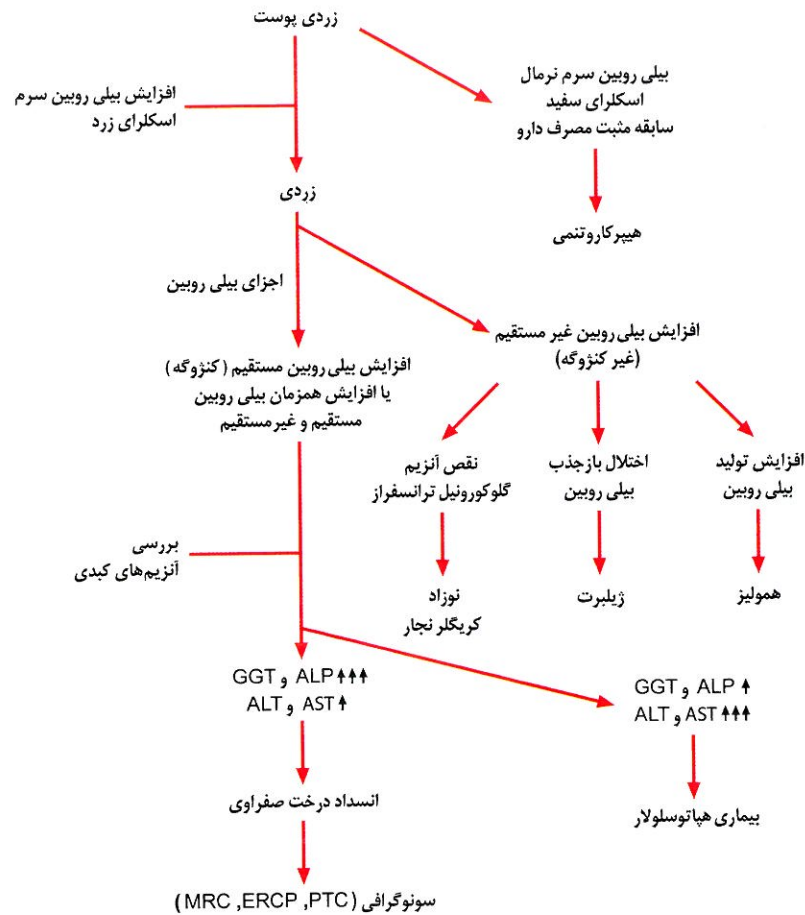 زردی پوست
بیلی روبین سرم نرمال
اسکلرای سفید
سابقه مثبت مصرف دارو
افزایش بیلی روبین سرم
اسکلرای زرد
زردی
هیپرکاروتنمی
اجزای بیلی روبین
افزایش بیلی روبین غیر مستقیم
(غیر کنژوگه)
افزایش بیلی روبین مستقیم (کنژوگه)
یا افزایش همزمان بیلی روبین
مستقیم و غیرمستقیم
افزایش تولید
بیلی روبین
اختلال بازجذب
بیلی روبین
نقص آنزیم
گلوکورونیل ترانسفراز
بررسی
آنزیم‌های کبدی
همولیز
ژیلبرت
نوزاد
کریگلر نجار
GGT و ALP ↑↑↑
ALT و AST ↑
GGT و ALP ↑
ALT و AST ↑↑↑
انسداد درخت صفراوی
بیماری هپاتوسلولار
سونوگرافی (MRC ,ERCP ,PTC)